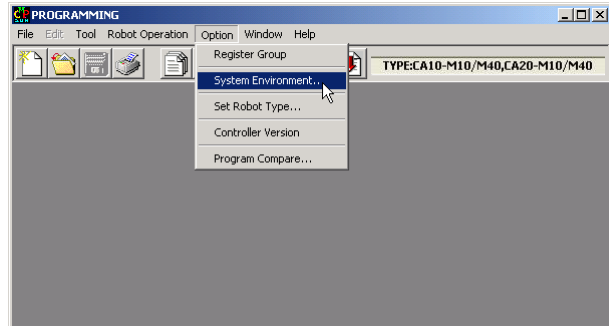 PROGRAMMING
File Edit Tool Robot Operation Option Window Help
TYPE:CA10-M10/M40,CA20-M10/M40
Register Group
System Environment..
Set Robot Type...
Controller Version
Program Compare...